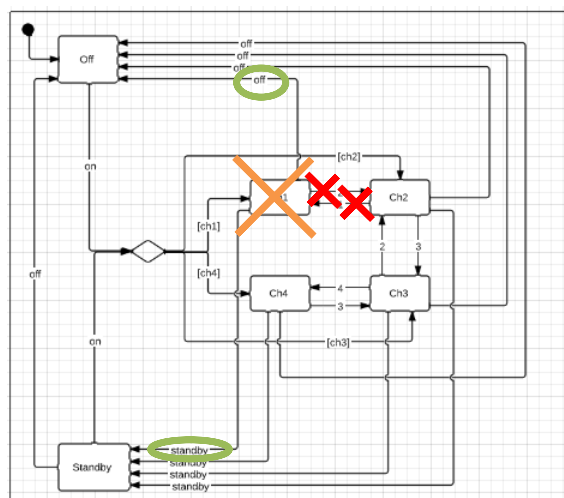 off
off
Off
off
off
[ch2]
on
Ch2
[ch1]
[ch4]
2
3
off
Ch4
4
3
Ch3
on
[ch3]
standby
Standby
standby
standby
standby